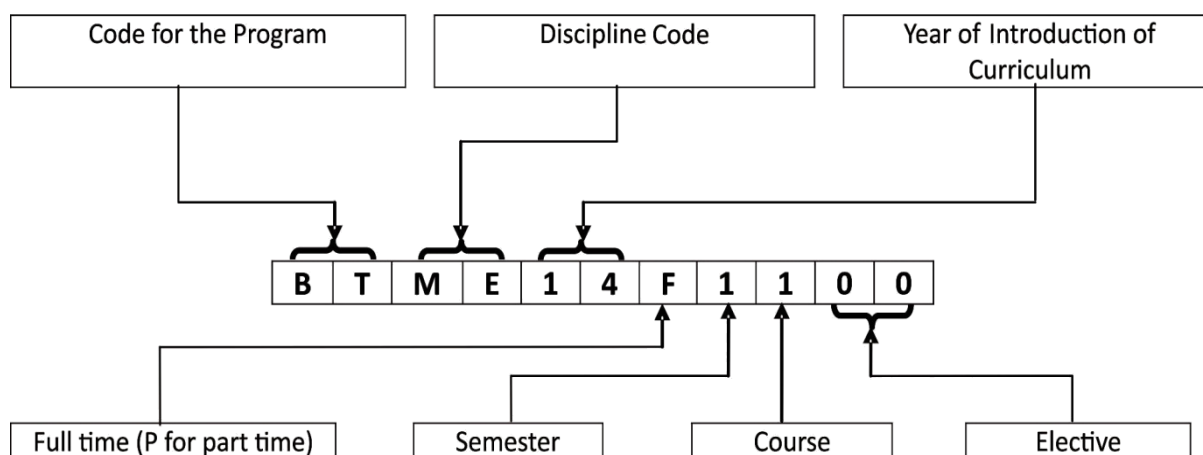 Code for the Program
Discipline Code
Year of Introduction of
Curriculum
B T M E 1 4 F 1 1 0 0
Full time (P for part time)
Semester
Course
Elective